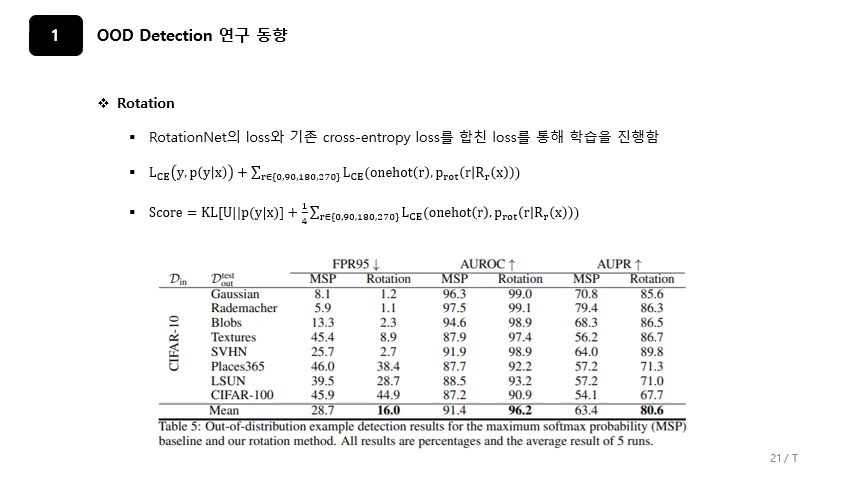 1
OOD Detection 연구 동향
❖ Rotation
▪ RotationNet의 loss와 기존 cross-entropy loss를 합친 loss를 통해 학습을 진행함
▪ L_CE(y, p(y|x)) + ∑_{r∈{0,90,180,270}} L_CE(onehot(r), p_rot(r|R_r(x)))
▪ Score = KL[U||p(y|x)] + 1/4 ∑_{r∈{0,90,180,270}} L_CE(onehot(r), p_rot(r|R_r(x)))
FPR95 ↓ AUROC ↑ AUPR ↑
D_in D_out^test MSP Rotation MSP Rotation MSP Rotation
CIFAR-10
Gaussian 8.1 1.2 96.3 99.0 70.8 85.6
Rademacher 5.9 1.1 97.5 99.1 79.4 86.3
Blobs 13.3 2.3 94.6 98.9 68.3 86.5
Textures 45.4 8.9 87.9 97.4 56.2 86.7
SVHN 25.7 2.7 91.9 98.9 64.0 89.8
Places365 46.0 38.4 87.7 92.2 57.2 71.3
LSUN 39.5 28.7 88.5 93.2 57.2 71.0
CIFAR-100 45.9 44.9 87.2 90.9 54.1 67.7
Mean 28.7 16.0 91.4 96.2 63.4 80.6
Table 5: Out-of-distribution example detection results for the maximum softmax probability (MSP)
baseline and our rotation method. All results are percentages and the average result of 5 runs.
21 / T